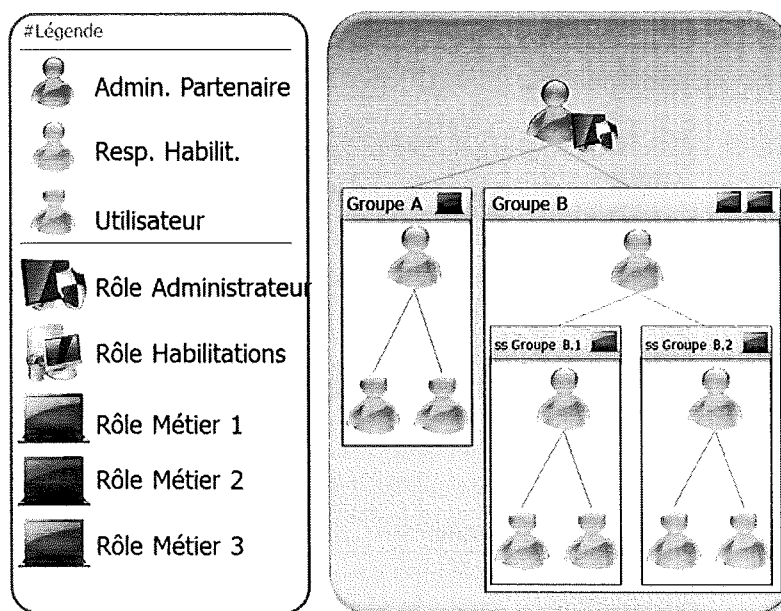 #Légende
Admin. Partenaire
Resp. Habilit.
Utilisateur
Rôle Administrateur
Rôle Habilitations
Rôle Métier 1
Rôle Métier 2
Rôle Métier 3
Groupe A
Groupe B
ss Groupe B.1
ss Groupe B.2